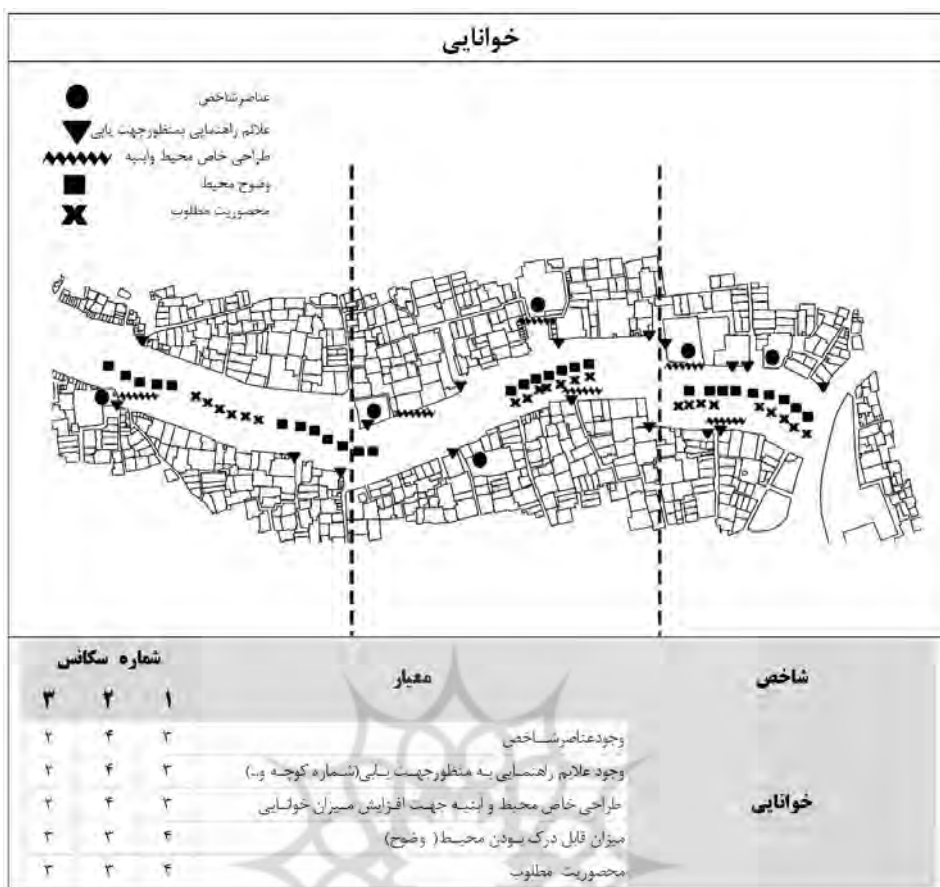 خوانایی
عناصر شاخص
علائم راهنمایی بمنظور جهت یابی
طراحی خاص محیط وابنیه
وضوح محیط
محصوریت مطلوب
شاخص معیار شماره سکانس
۱ ۲ ۳
خوانایی
وجود عناصر شاخص ۳ ۴ ۲
وجود علایم راهنمایی به منظور جهت یابی (شماره کوچه و..) ۳ ۴ ۲
طراحی خاص محیط و ابنیه جهت افزایش میزان خوانایی ۳ ۴ ۲
میزان قابل درک بودن محیط (وضوح) ۴ ۳ ۳
محصوریت مطلوب ۴ ۳ ۳